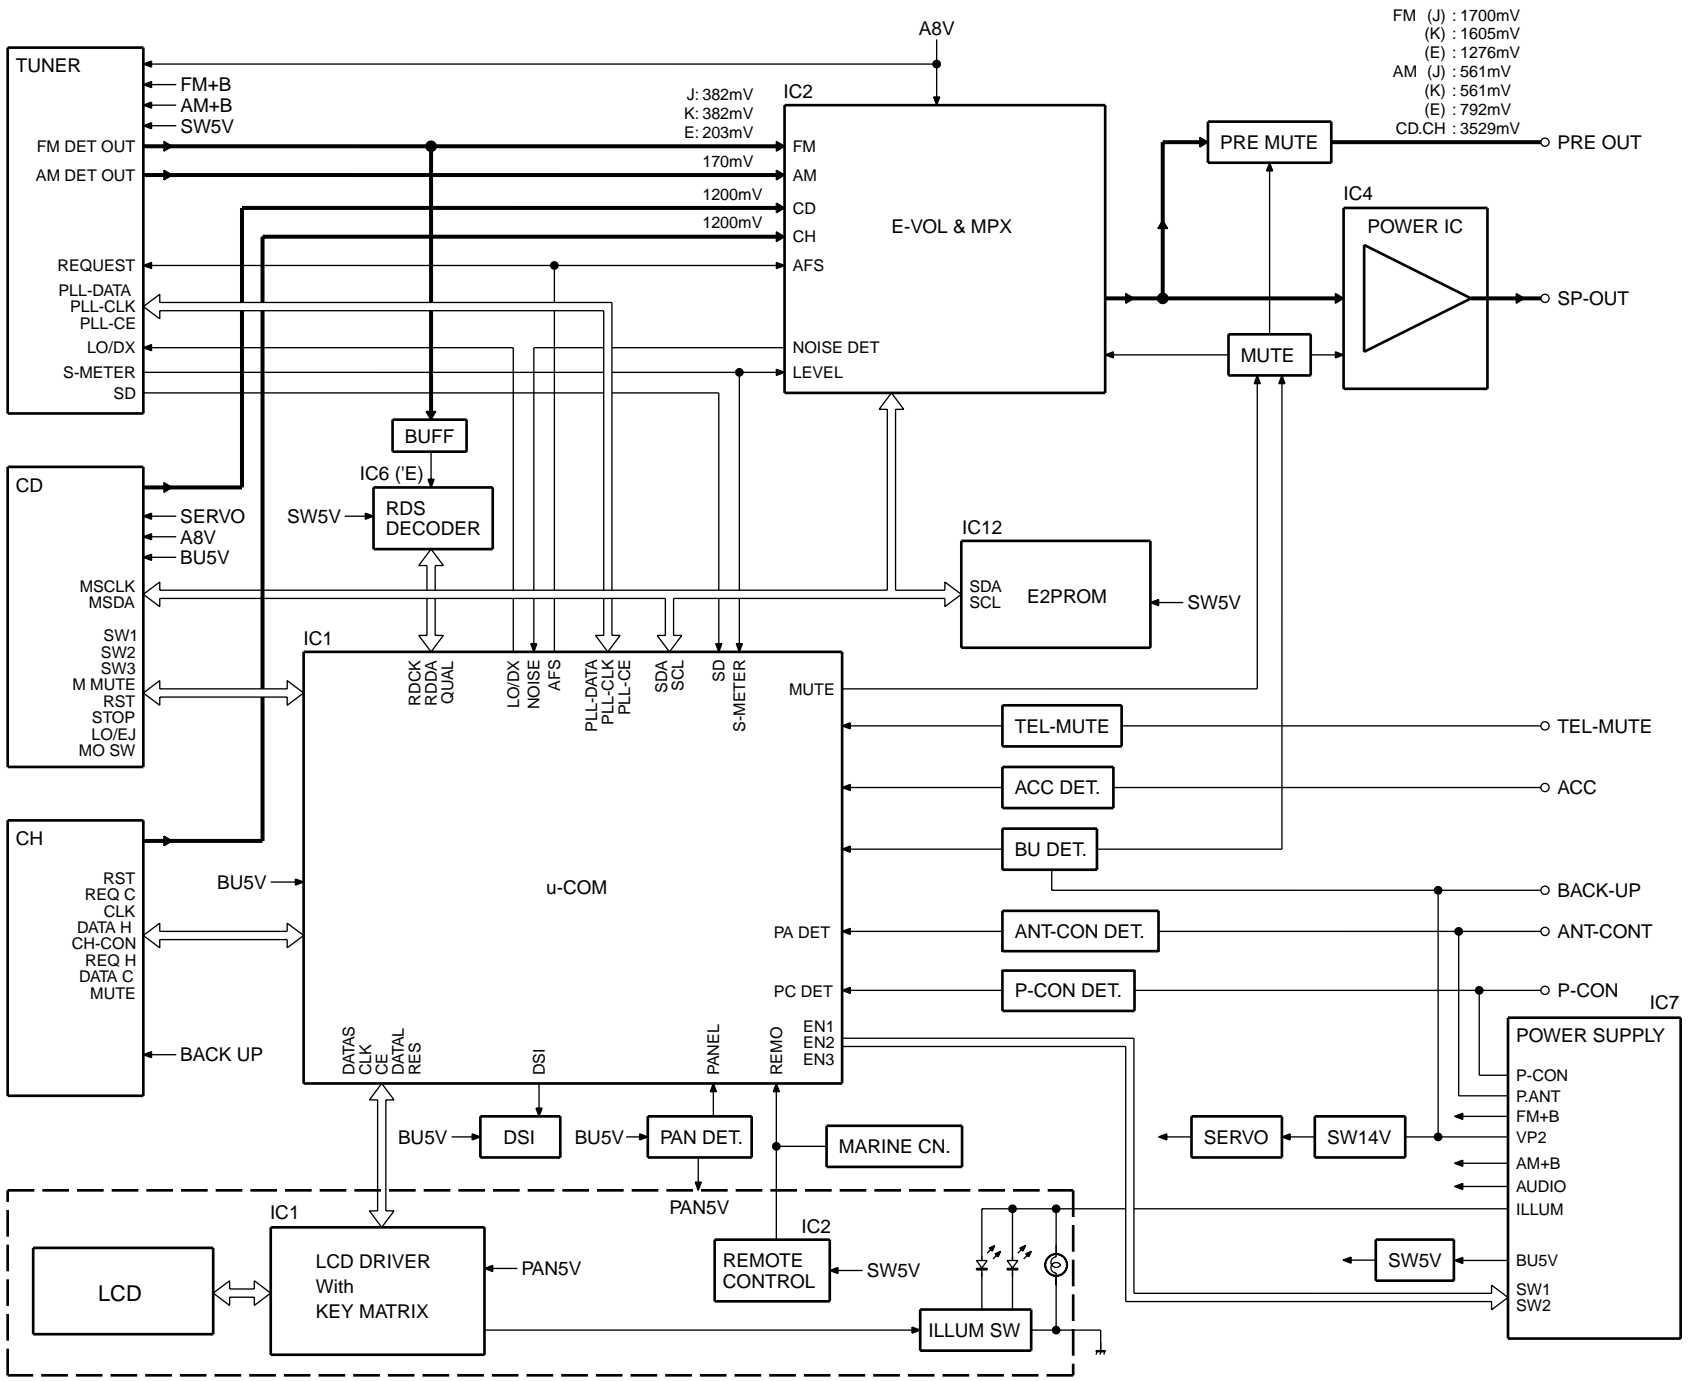 FM (J) : 1700mV
(K) : 1605mV
(E) : 1276mV
AM (J) : 561mV
(K) : 561mV
(E) : 792mV
CD.CH : 3529mV
A8V
TUNER
FM+B
AM+B
SW5V
FM DET OUT
AM DET OUT
REQUEST
PLL-DATA
PLL-CLK
PLL-CE
LO/DX
S-METER
SD
J: 382mV
K: 382mV
E: 203mV
170mV
1200mV
1200mV
IC2
FM
AM
CD
CH
AFS
NOISE DET
LEVEL
E-VOL & MPX
PRE MUTE
PRE OUT
IC4
POWER IC
SP-OUT
MUTE
BUFF
IC6 ('E)
RDS
DECODER
SW5V
CD
SERVO
A8V
BU5V
MSCLK
MSDA
SW1
SW2
SW3
M MUTE
RST
STOP
LO/EJ
MO SW
IC12
SDA
SCL
E2PROM
SW5V
IC1
RDCK
RDDA
QUAL
LO/DX
NOISE
AFS
PLL-DATA
PLL-CLK
PLL-CE
SDA
SCL
SD
S-METER
MUTE
TEL-MUTE
TEL-MUTE
ACC DET.
ACC
BU DET.
BACK-UP
CH
RST
REQ C
CLK
DATA H
CH-CON
REQ H
DATA C
MUTE
BACK UP
BU5V
u-COM
PA DET
ANT-CON DET.
ANT-CONT
PC DET
P-CON DET.
P-CON
EN1
EN2
EN3
DATAS
CLK
CE
DATAL
RES
DSI
PANEL
REMO
IC7
POWER SUPPLY
P-CON
P.ANT
FM+B
VP2
AM+B
AUDIO
ILLUM
BU5V
SW1
SW2
SERVO
SW14V
SW5V
BU5V
DSI
BU5V
PAN DET.
MARINE CN.
PAN5V
LCD
IC1
LCD DRIVER
With
KEY MATRIX
PAN5V
IC2
REMOTE
CONTROL
SW5V
ILLUM SW